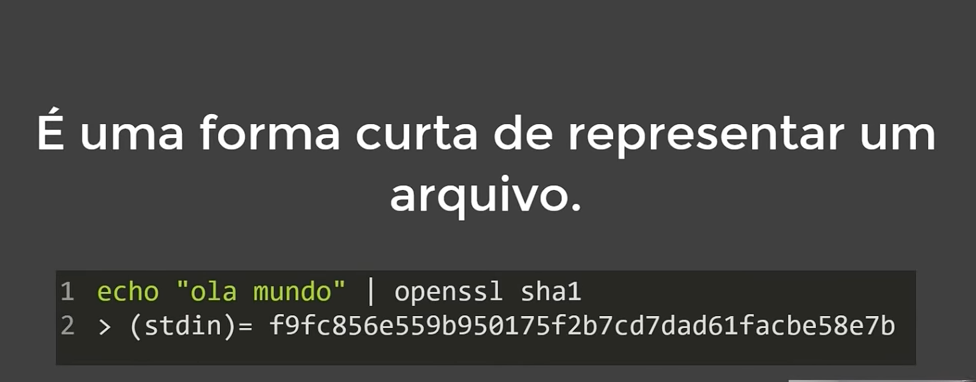 É uma forma curta de representar um
arquivo.
1 echo "ola mundo" | openssl sha1
2 > (stdin)= f9fc856e559b950175f2b7cd7dad61facbe58e7b